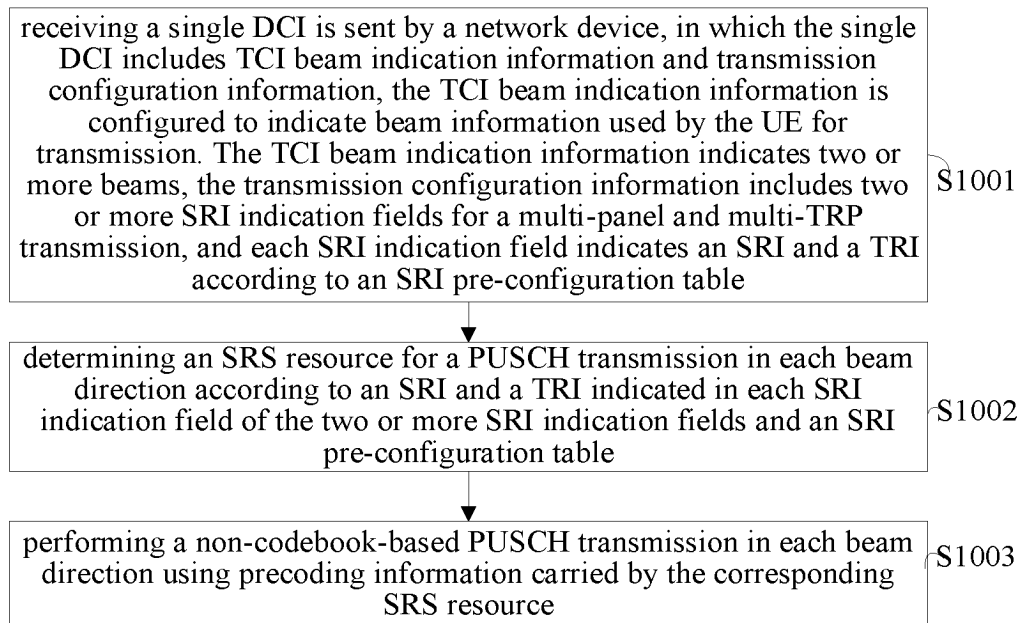 receiving a single DCI is sent by a network device, in which the single
DCI includes TCI beam indication information and transmission
configuration information, the TCI beam indication information is
configured to indicate beam information used by the UE for
transmission. The TCI beam indication information indicates two or
more beams, the transmission configuration information includes two
or more SRI indication fields for a multi-panel and multi-TRP
transmission, and each SRI indication field indicates an SRI and a TRI
according to an SRI pre-configuration table
S1001
determining an SRS resource for a PUSCH transmission in each beam
direction according to an SRI and a TRI indicated in each SRI
indication field of the two or more SRI indication fields and an SRI
pre-configuration table
S1002
performing a non-codebook-based PUSCH transmission in each beam
direction using precoding information carried by the corresponding
SRS resource
S1003